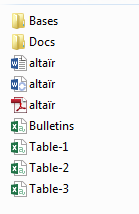 Bases
Docs
altaïr
altaïr
altaïr
Bulletins
Table-1
Table-2
Table-3